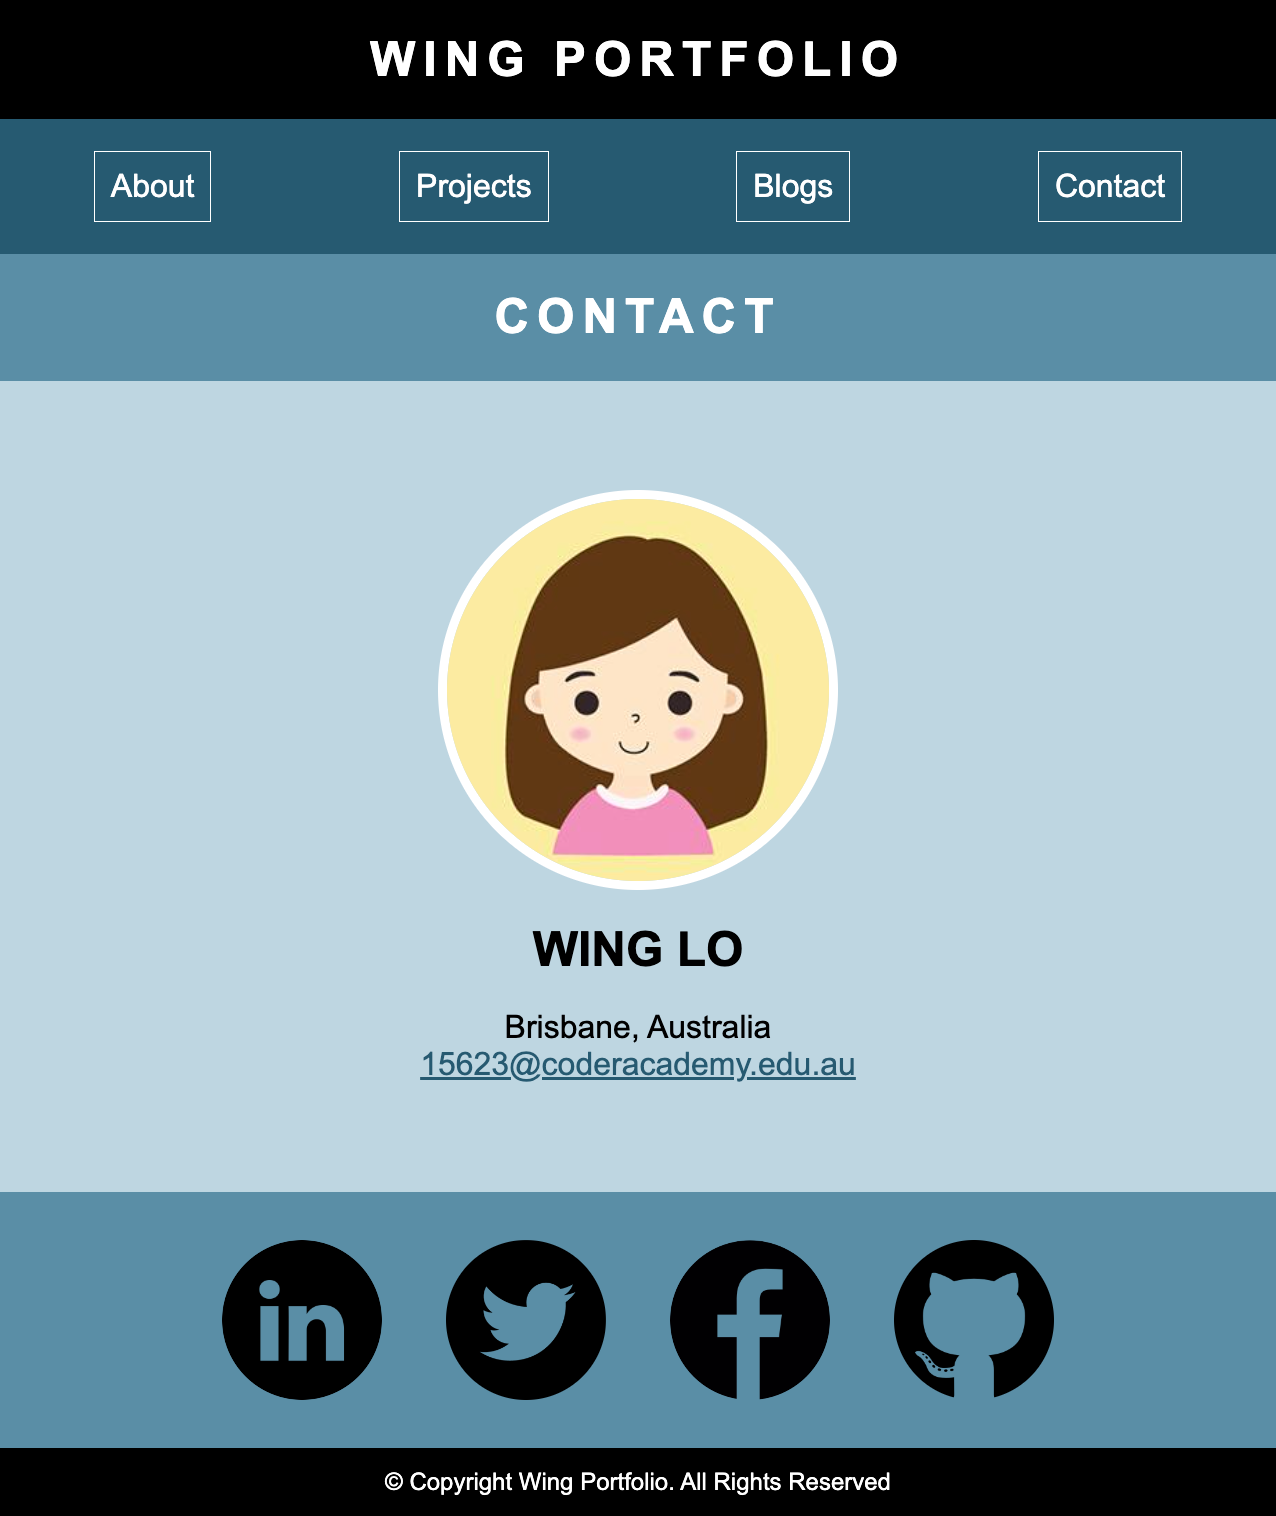 WING PORTFOLIO
About Projects Blogs Contact
CONTACT
WING LO
Brisbane, Australia
15623@coderacademy.edu.au
in f
© Copyright Wing Portfolio. All Rights Reserved